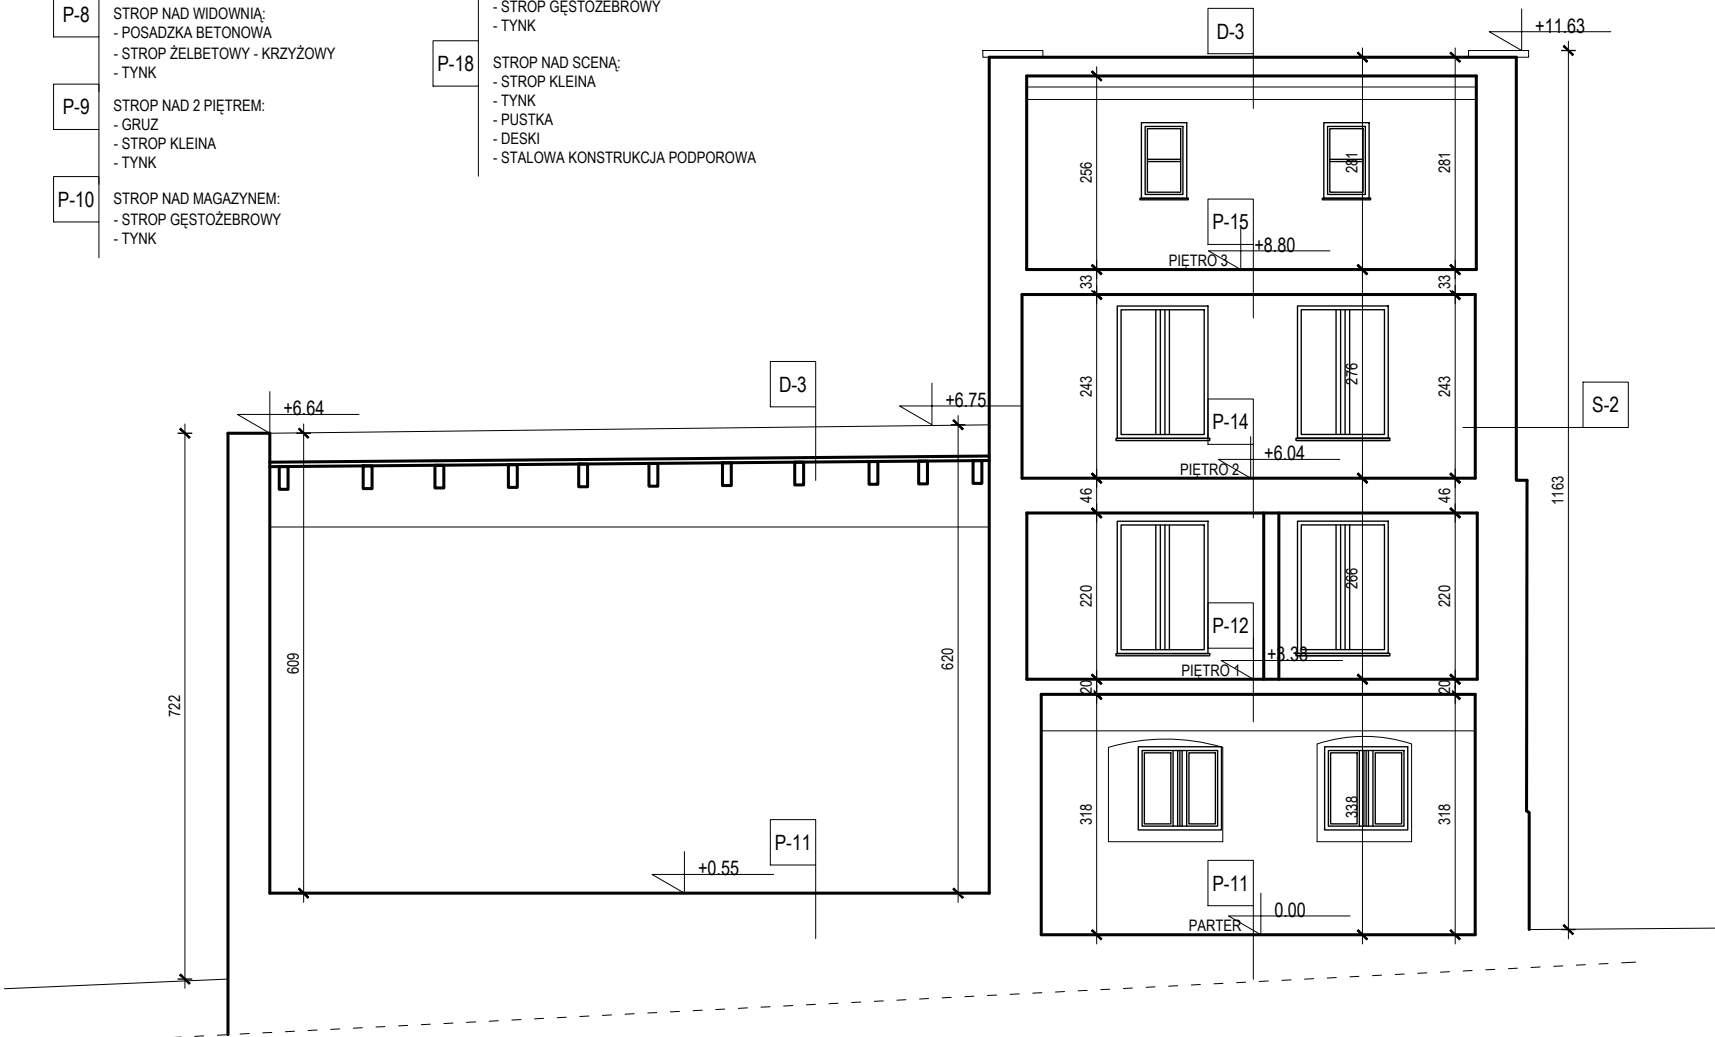 P-8
STROP NAD WIDOWNIĄ:
- POSADZKA BETONOWA
- STROP ŻELBETOWY - KRZYŻOWY
- TYNK
P-9
STROP NAD 2 PIĘTREM:
- GRUZ
- STROP KLEINA
- TYNK
P-10
STROP NAD MAGAZYNEM:
- STROP GĘSTOŻEBROWY
- TYNK
- STROP GĘSTOŻEBROWY
- TYNK
P-18
STROP NAD SCENĄ:
- STROP KLEINA
- TYNK
- PUSTKA
- DESKI
- STALOWA KONSTRUKCJA PODPOROWA
D-3
+11.63
256
281
281
P-15
+8.80
PIĘTRO 3
33
33
243
276
243
P-14
+6.04
PIĘTRO 2
S-2
D-3
+6.64
+6.75
46
46
1163
220
266
220
P-12
+3.38
PIĘTRO 1
20
20
722
609
620
318
338
318
P-11
+0.55
P-11
0.00
PARTER